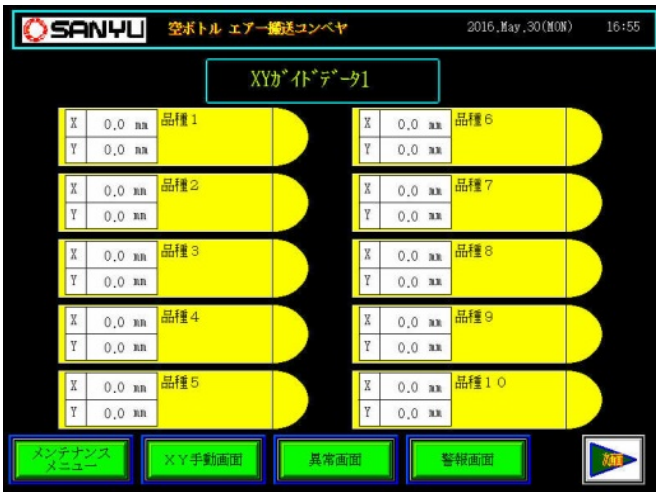 SANYU 空ボトル エアー搬送コンベヤ 2016.May.30(MON) 16:55
XYｶﾞｲﾄﾞﾃﾞｰﾀ1
X 0.0 mm 品種1
Y 0.0 mm
X 0.0 mm 品種2
Y 0.0 mm
X 0.0 mm 品種3
Y 0.0 mm
X 0.0 mm 品種4
Y 0.0 mm
X 0.0 mm 品種5
Y 0.0 mm
X 0.0 mm 品種6
Y 0.0 mm
X 0.0 mm 品種7
Y 0.0 mm
X 0.0 mm 品種8
Y 0.0 mm
X 0.0 mm 品種9
Y 0.0 mm
X 0.0 mm 品種10
Y 0.0 mm
メンテナンス
メニュー
XY手動画面
異常画面
警報画面
次画面